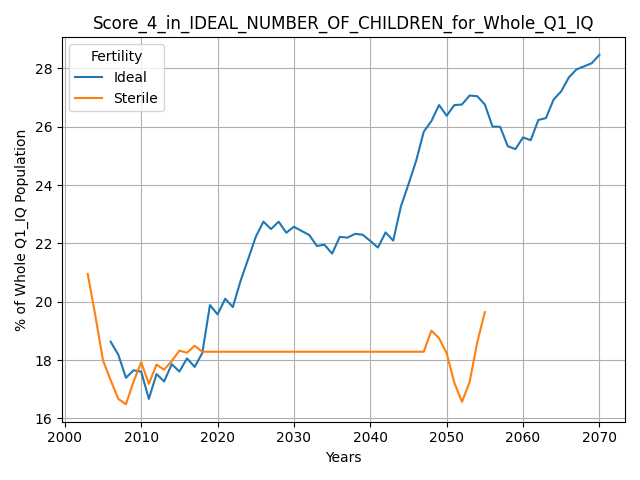 Score_4_in_IDEAL_NUMBER_OF_CHILDREN_for_Whole_Q1_IQ
Fertility
Ideal
Sterile
% of Whole Q1_IQ Population
28
26
24
22
20
18
16
2000 2010 2020 2030 2040 2050 2060 2070
Years